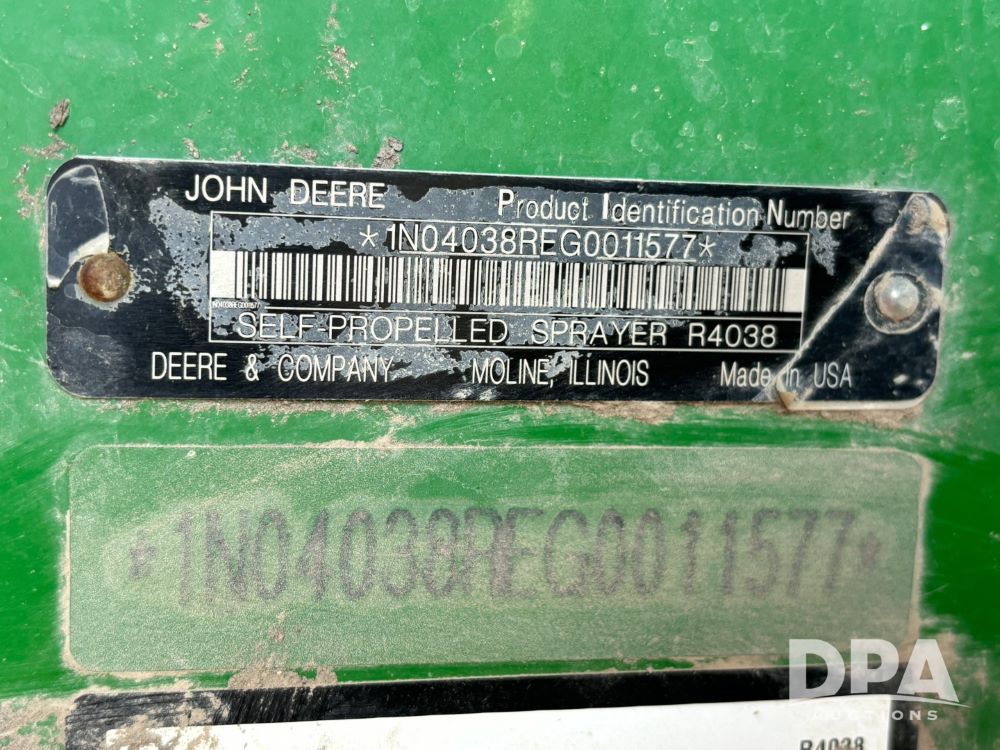 JOHN DEERE Product Identification Number
*1N04038REG0011577*
1N04038REG0011577
SELF-PROPELLED SPRAYER R4038
DEERE & COMPANY MOLINE, ILLINOIS Made in USA
*1N04038REG0011577*
DPA
AUCTIONS
R4038